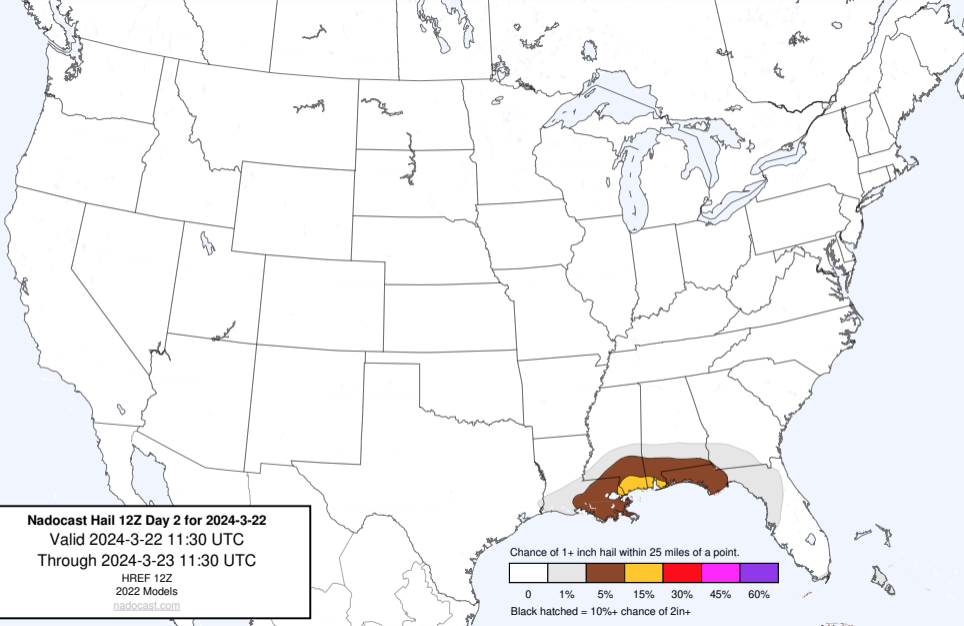 Nadocast Hail 12Z Day 2 for 2024-3-22
Valid 2024-3-22 11:30 UTC
Through 2024-3-23 11:30 UTC
HREF 12Z
2022 Models
nadocast.com
Chance of 1+ inch hail within 25 miles of a point.
0 1% 5% 15% 30% 45% 60%
Black hatched = 10%+ chance of 2in+